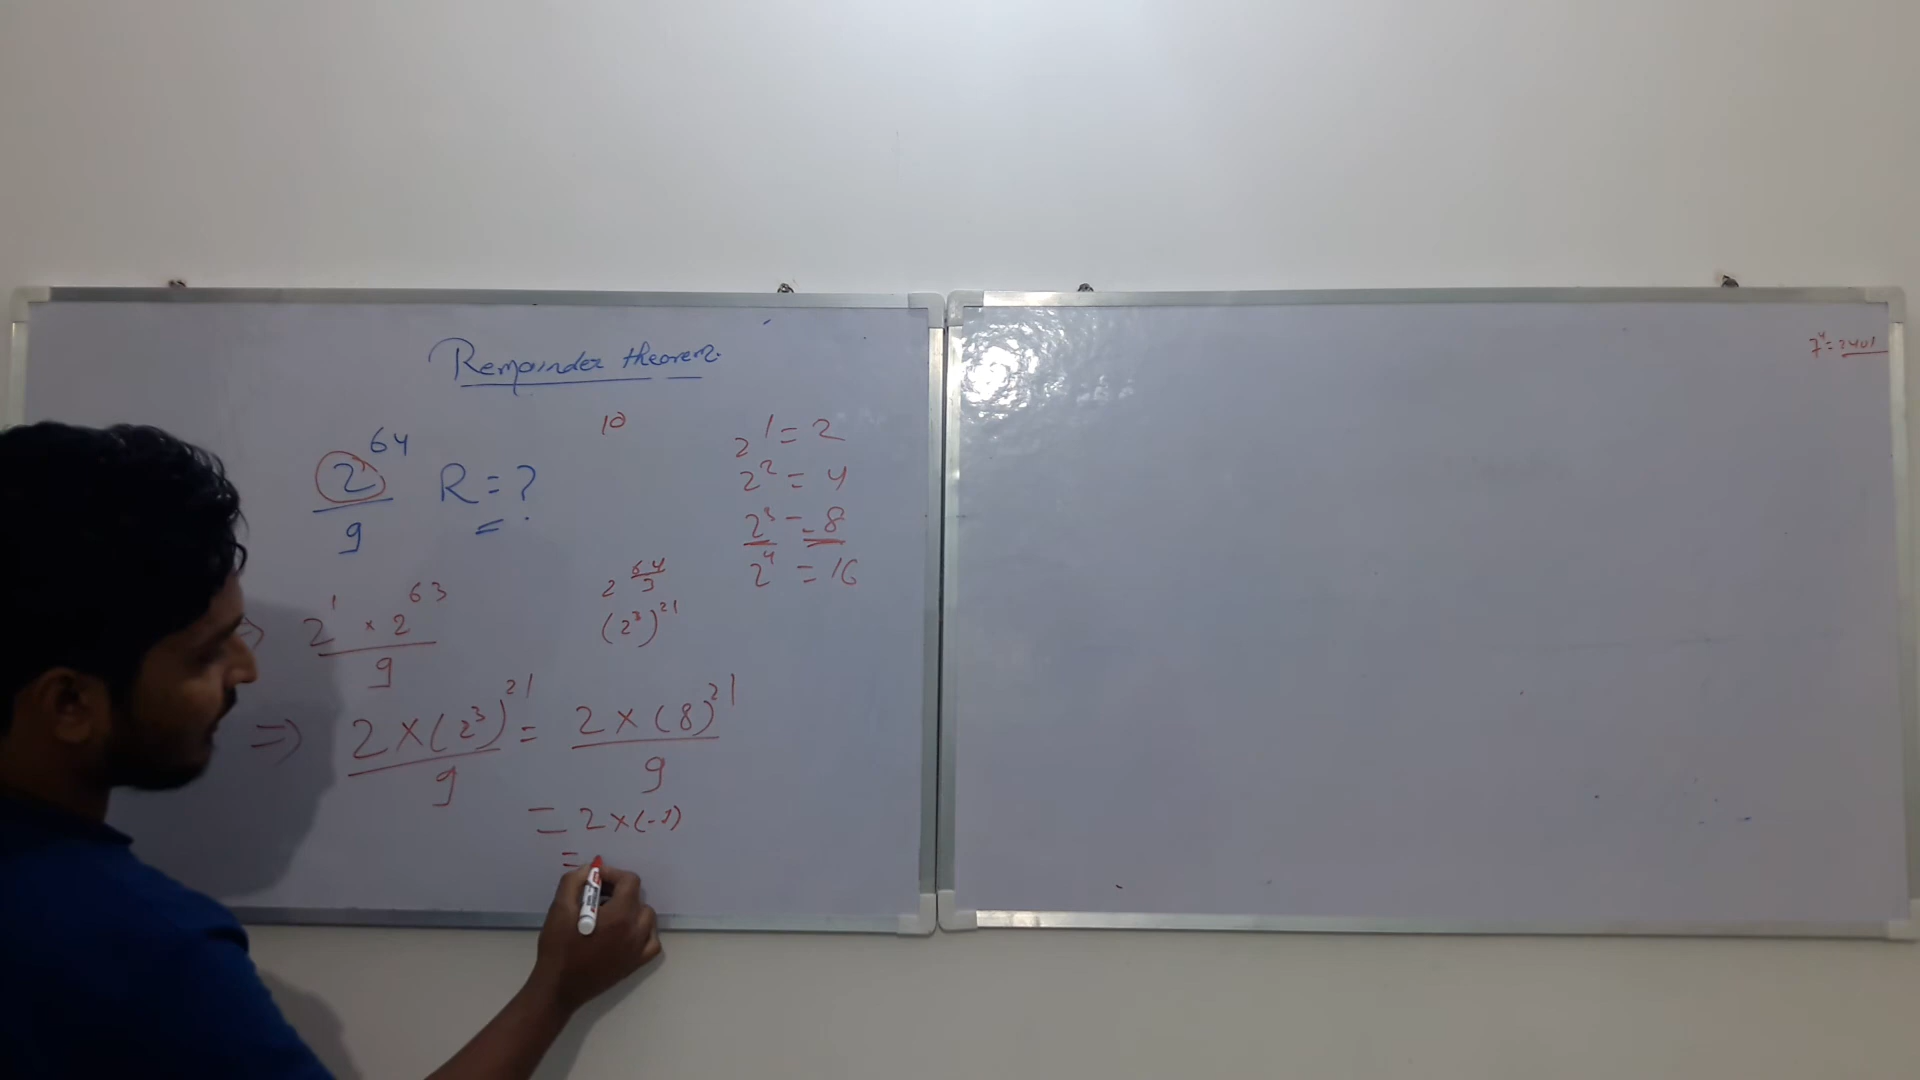 Remainder theorem.
2^64 / 9 R = ?
10
2^1 = 2
2^2 = 4
2^3 = 8
2^4 = 16
=> 2^1 × 2^63 / 9
2^64/3
(2^3)^21
=> 2 × (2^3)^21 / 9 = 2 × (8)^21 / 9
= 2 × (-1)
=
7^4 = 2401